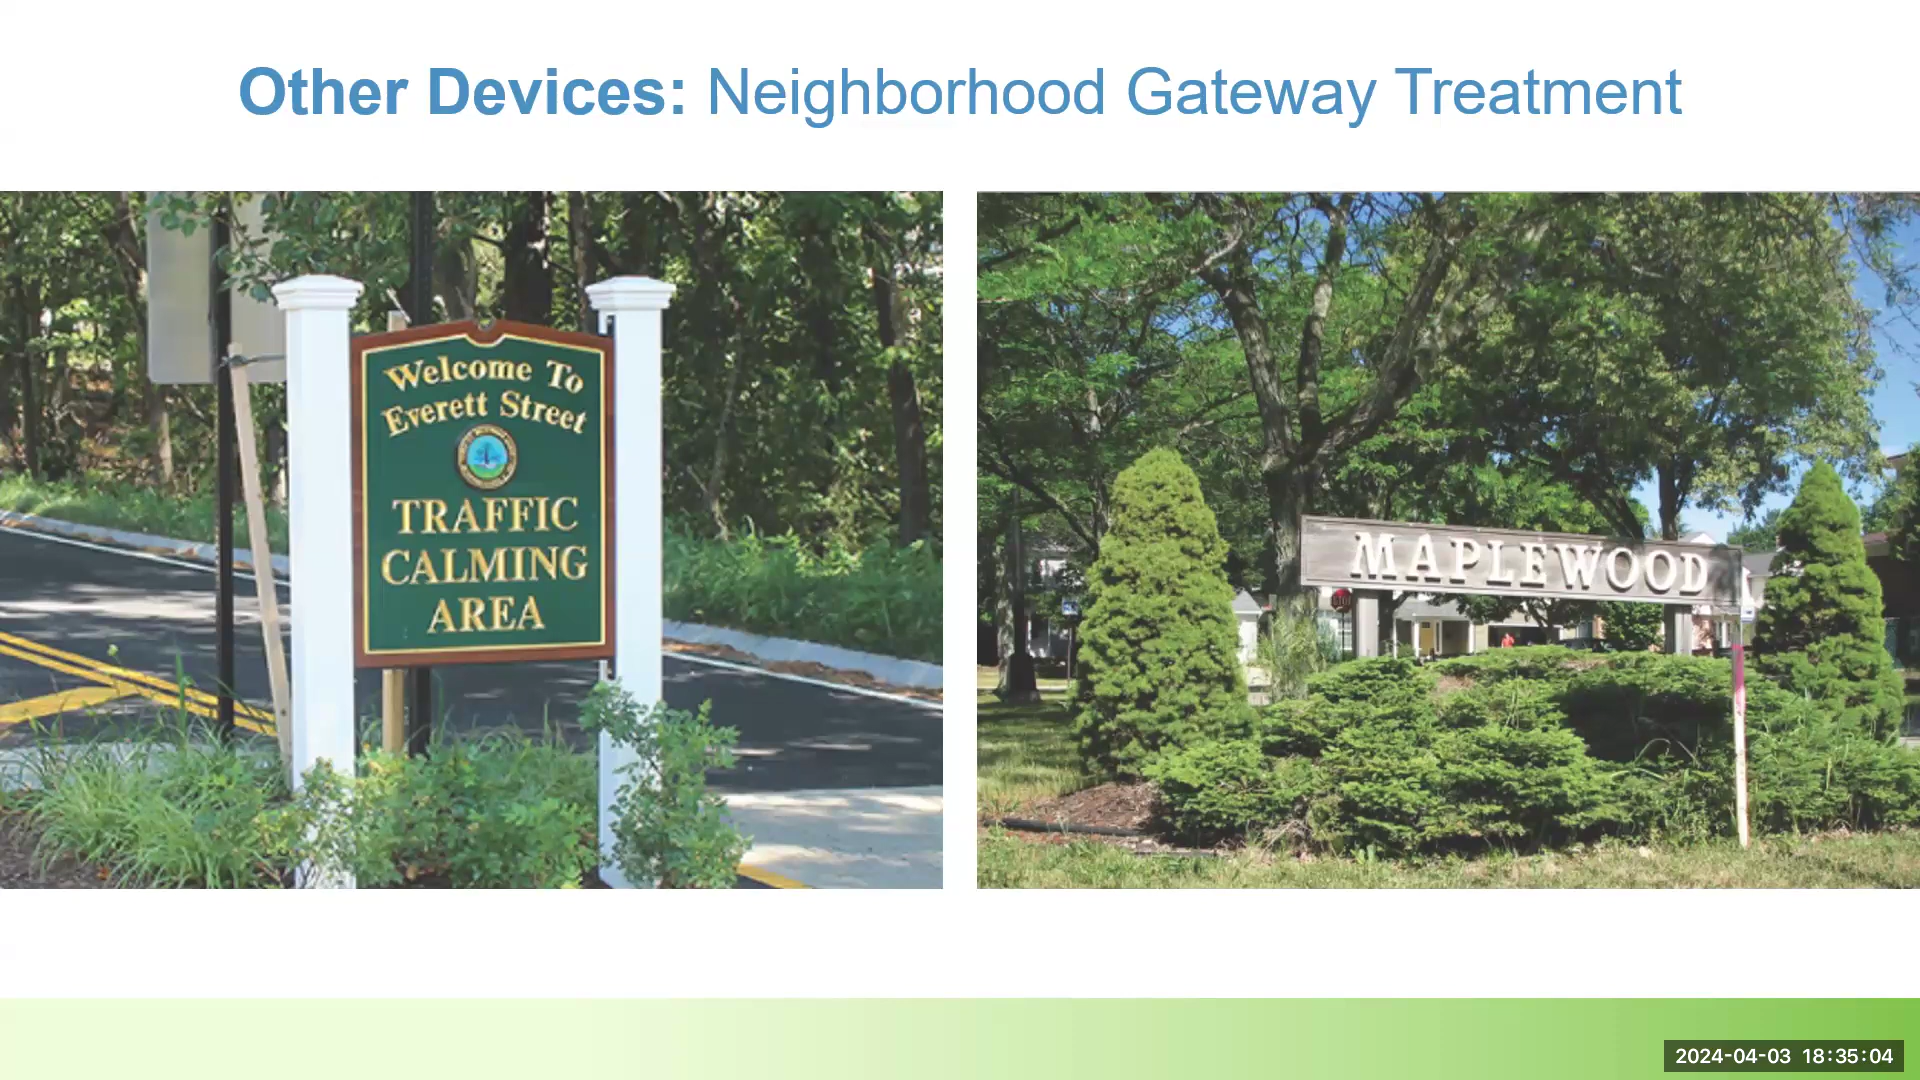 Other Devices: Neighborhood Gateway Treatment
Welcome To
Everett Street
TRAFFIC
CALMING
AREA
MAPLEWOOD
2024-04-03 18:35:04